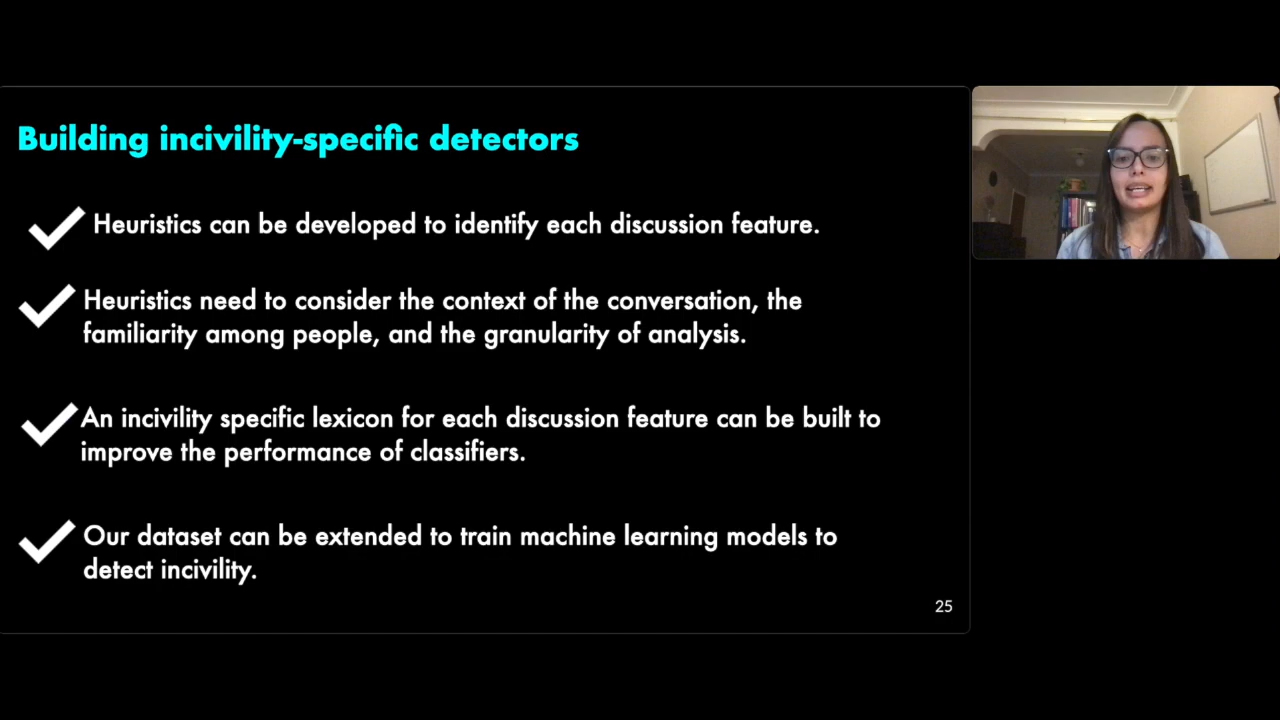 Building incivility-specific detectors
Heuristics can be developed to identify each discussion feature.
Heuristics need to consider the context of the conversation, the
familiarity among people, and the granularity of analysis.
An incivility specific lexicon for each discussion feature can be built to
improve the performance of classifiers.
Our dataset can be extended to train machine learning models to
detect incivility.
25